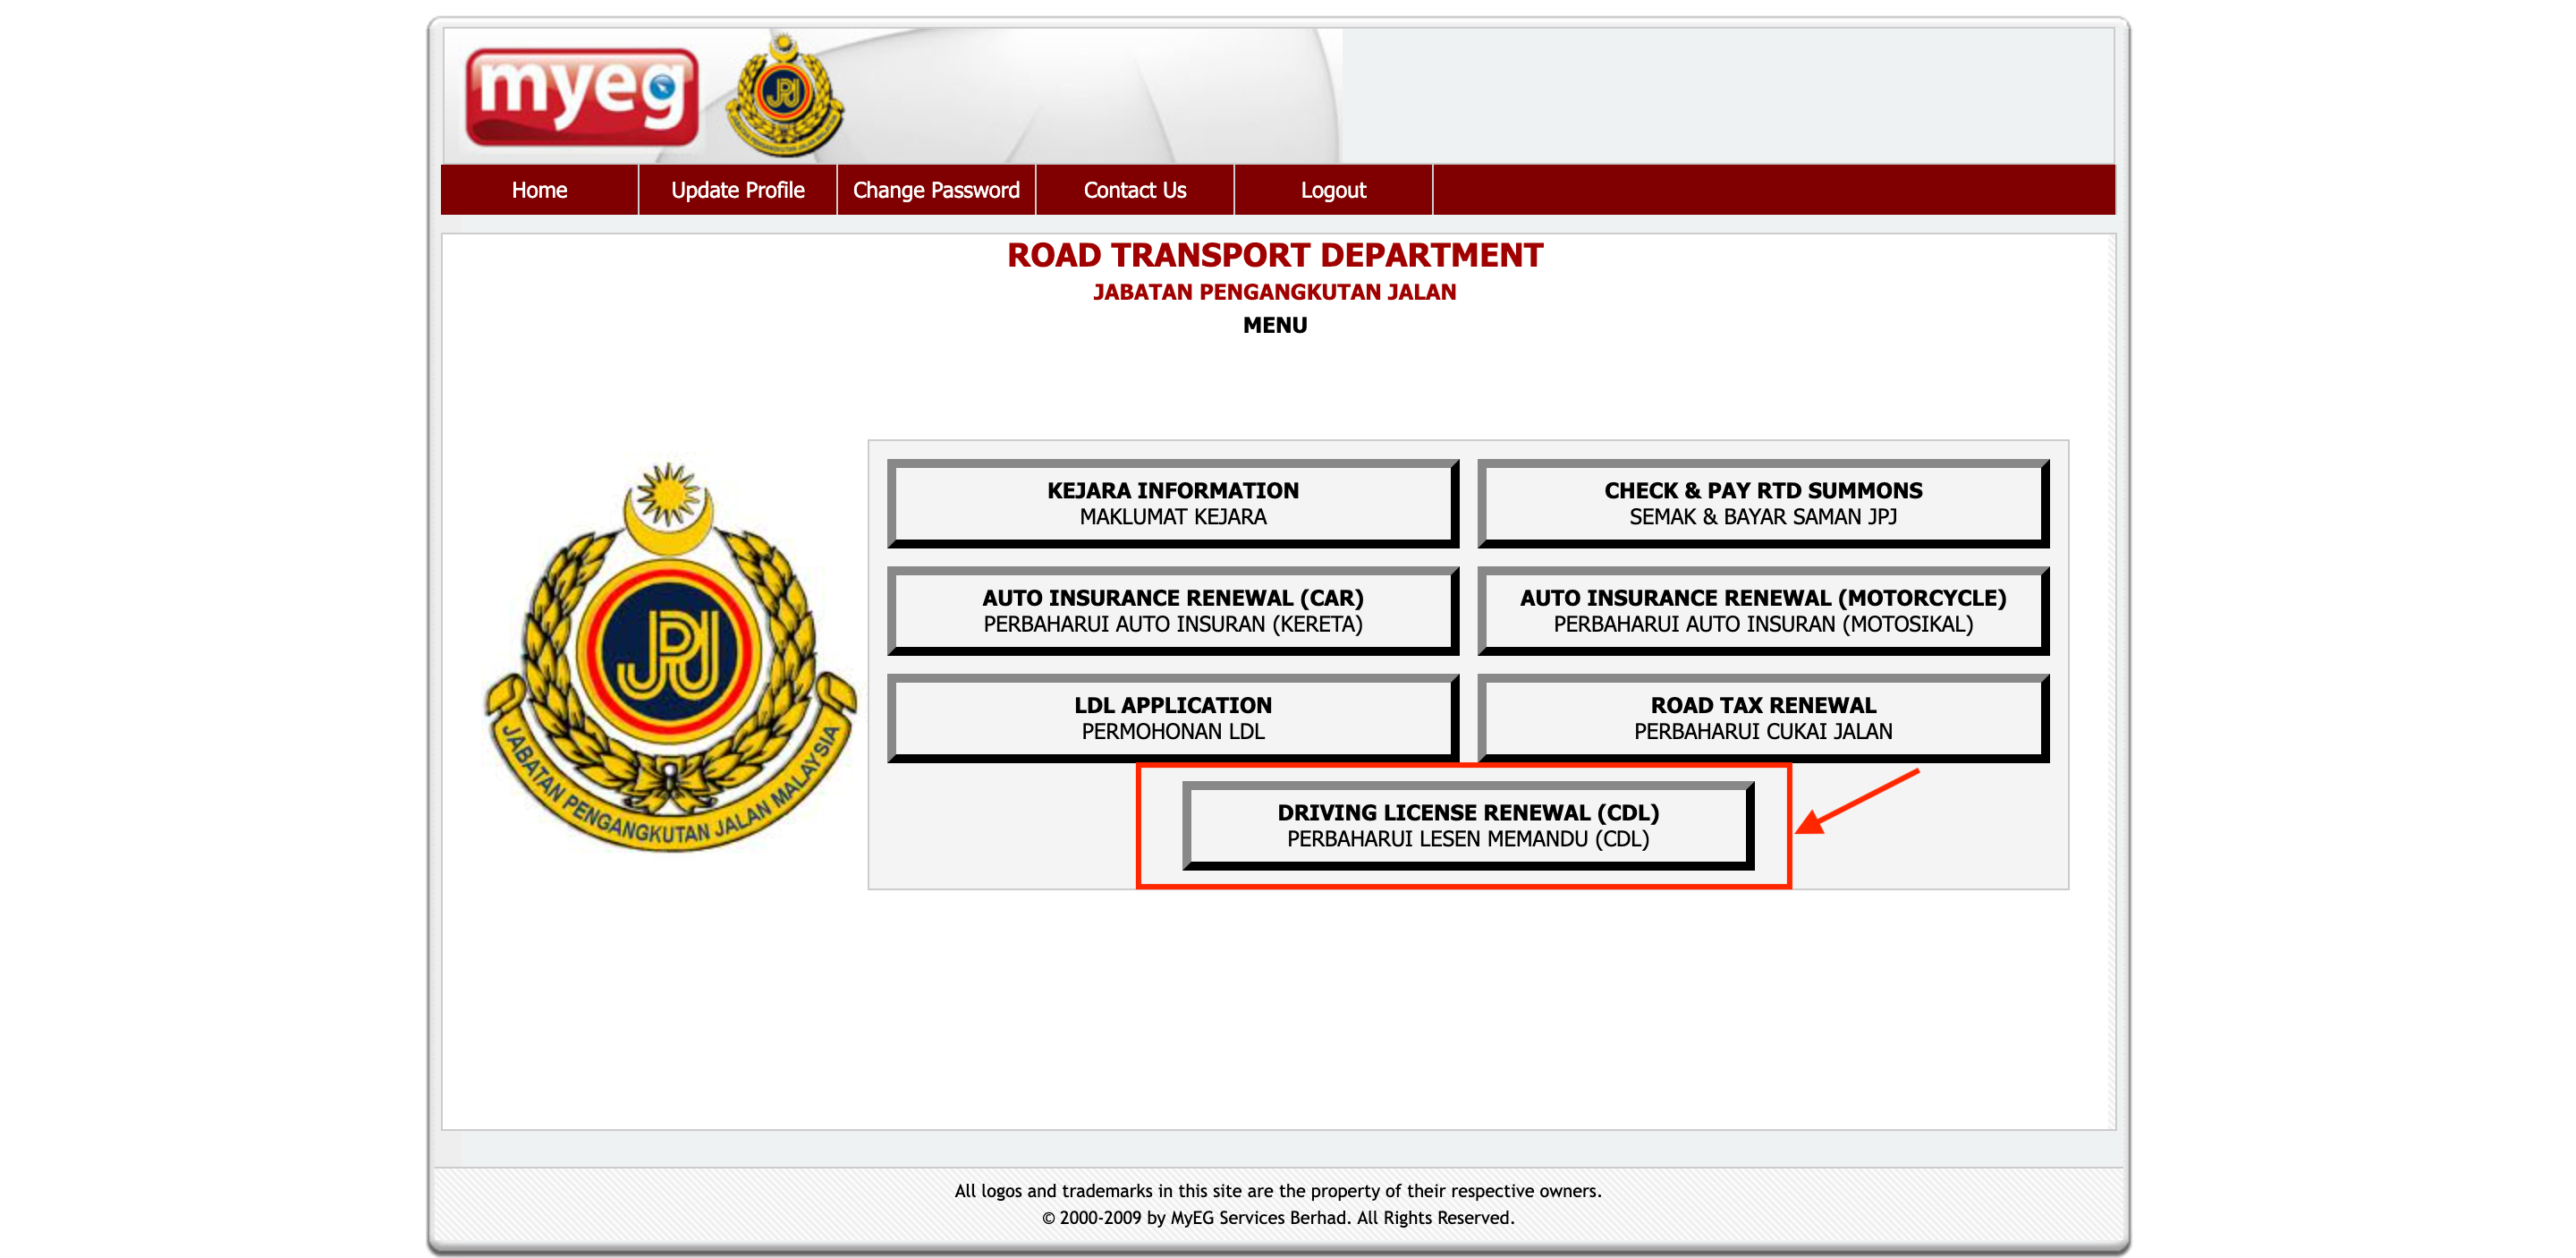 myeg
JPJ
JABATAN PENGANGKUTAN JALAN MALAYSIA
Home
Update Profile
Change Password
Contact Us
Logout
ROAD TRANSPORT DEPARTMENT
JABATAN PENGANGKUTAN JALAN
MENU
JPJ
JABATAN PENGANGKUTAN JALAN MALAYSIA
KEJARA INFORMATION
MAKLUMAT KEJARA
CHECK & PAY RTD SUMMONS
SEMAK & BAYAR SAMAN JPJ
AUTO INSURANCE RENEWAL (CAR)
PERBAHARUI AUTO INSURAN (KERETA)
AUTO INSURANCE RENEWAL (MOTORCYCLE)
PERBAHARUI AUTO INSURAN (MOTOSIKAL)
LDL APPLICATION
PERMOHONAN LDL
ROAD TAX RENEWAL
PERBAHARUI CUKAI JALAN
DRIVING LICENSE RENEWAL (CDL)
PERBAHARUI LESEN MEMANDU (CDL)
All logos and trademarks in this site are the property of their respective owners.
© 2000-2009 by MyEG Services Berhad. All Rights Reserved.